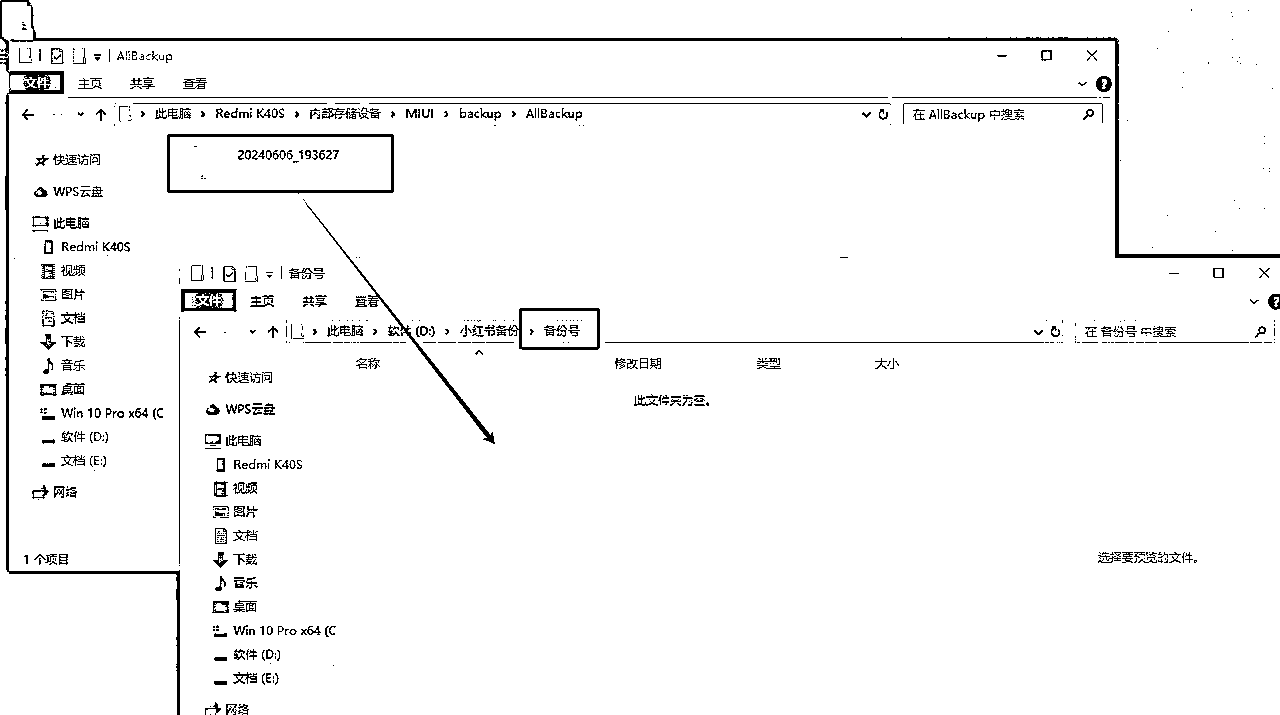 AllBackup
文件 主页 共享 查看
此电脑 Redmi K40S 内部存储设备 MIUI backup AllBackup
在 AllBackup 中搜索
20240606_193627
快速访问
WPS云盘
此电脑
Redmi K40S
视频
图片
文档
下载
音乐
桌面
Win 10 Pro x64 (C
软件 (D:)
文档 (E:)
网络
1 个项目
备份号
文件 主页 共享 查看
此电脑 软件 (D:) 小红书备份 备份号
在 备份号 中搜索
名称 修改日期 类型 大小
此文件夹为空。
快速访问
WPS云盘
此电脑
Redmi K40S
视频
图片
文档
下载
音乐
桌面
Win 10 Pro x64 (C
软件 (D:)
文档 (E:)
网络
选择要预览的文件。